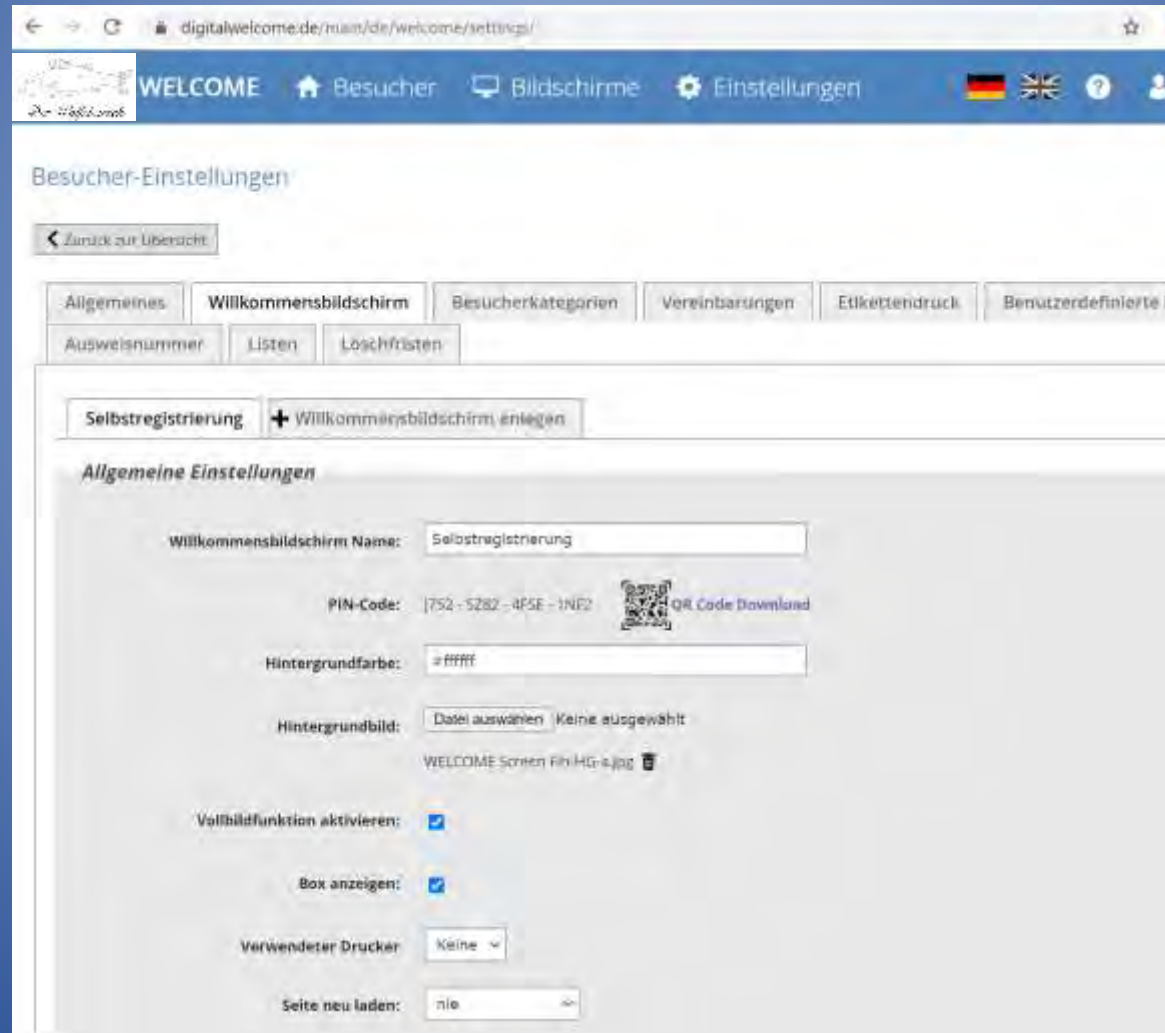 digitalwelcome.de/main/de/welcome/settings/
WELCOME Besucher Bildschirme Einstellungen
Besucher-Einstellungen
Zurück zur Übersicht
Allgemeines Willkommensbildschirm Besucherkategorien Vereinbarungen Etikettendruck Benutzerdefinierte
Ausweisnummer Listen Löschfristen
Selbstregistrierung + Willkommensbildschirm anlegen
Allgemeine Einstellungen
Willkommensbildschirm Name: Selbstregistrierung
PIN-Code: QR Code Download
Hintergrundfarbe: #ffffff
Hintergrundbild: Datei auswählen Keine ausgewählt
WELCOME Screen
Vollbildfunktion aktivieren:
Box anzeigen:
Verwendeter Drucker Keine
Seite neu laden: nie